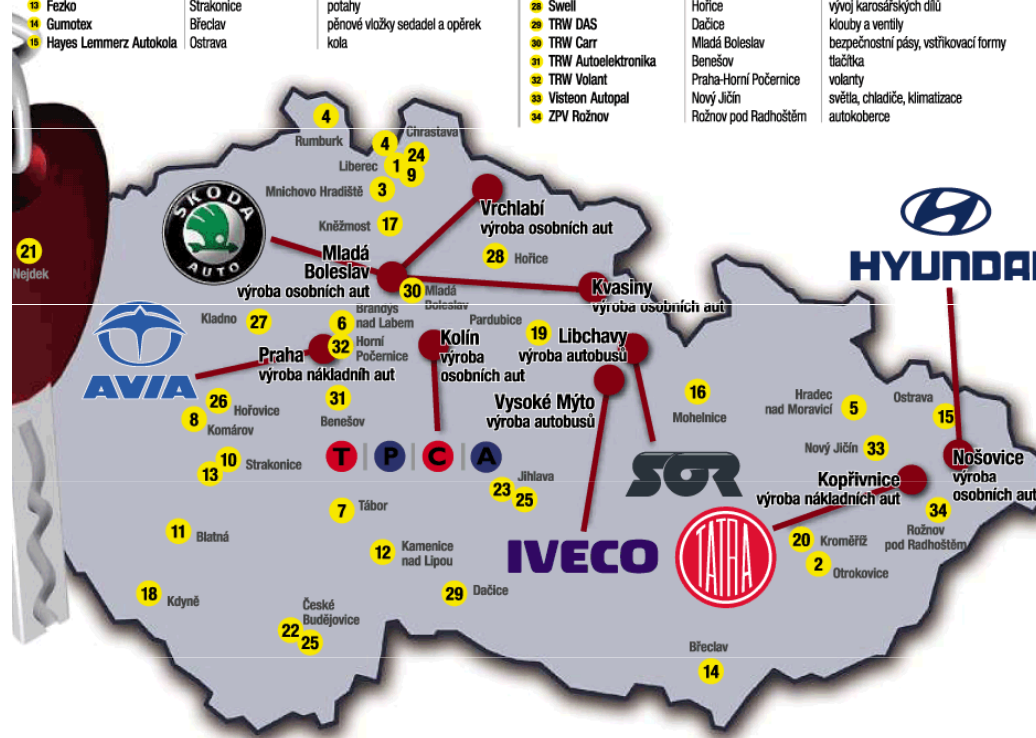 13 Fezko Strakonice potahy
14 Gumotex Břeclav pěnové vložky sedadel a opěrek
15 Hayes Lemmerz Autokola Ostrava kola
28 Swell Hořice vývoj karosářských dílů
29 TRW DAS Dačice klouby a ventily
30 TRW Carr Mladá Boleslav bezpečnostní pásy, vstřikovací formy
31 TRW Autoelektronika Benešov tlačítka
32 TRW Volant Praha-Horní Počernice volanty
33 Visteon Autopal Nový Jičín světla, chladiče, klimatizace
34 ZPV Rožnov Rožnov pod Radhoštěm autokoberce
4
Rumburk
Chrastava
4
24
Liberec 1
9
Mnichovo Hradiště 3
ŠKODA
AUTO
Vrchlabí
výroba osobních aut
Kněžmost 17
HYUNDAI
21
Nejdek
Mladá
Boleslav
výroba osobních aut
28 Hořice
30 Mladá
Boleslav
Kvasiny
výroba osobních aut
AVIA
Kladno 27
6 Brandýs
nad Labem
Pardubice
19
32 Horní
Počernice
Praha
výroba nákladníh aut
Kolín
výroba
osobních aut
Libchavy
výroba autobusů
Vysoké Mýto
výroba autobusů
26 Hořovice
8
Komárov
31
Benešov
16
Mohelnice
Hradec
nad Moravicí
5
Ostrava
15
T P C A
Nový Jičín 33
10 Strakonice
13
SOR
Nošovice
výroba
osobních aut
Jihlava
23
25
Kopřivnice
výroba nákladních aut
7 Tábor
34
Rožnov
pod Radhoštěm
11 Blatná
12 Kamenice
nad Lipou
IVECO
TATRA
20 Kroměříž
2
Otrokovice
18 Kdyně
29 Dačice
České
Budějovice
22
25
Břeclav
14